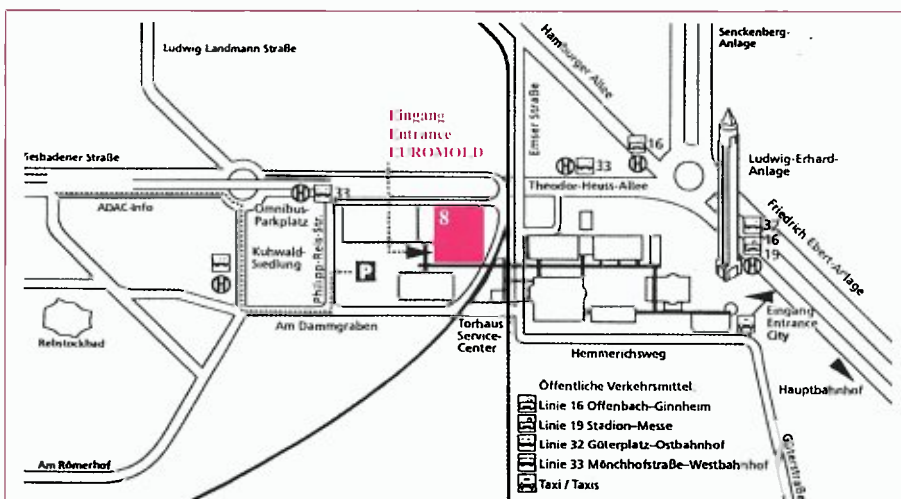 Ludwig Landmann Straße
Senckenberg-
Anlage
Hamburger Allee
Emser Straße
Eingang
Entrance
EUROMOLD
16
33
Wiesbadener Straße
33
Theodor-Heuss-Allee
Ludwig-Erhard-
Anlage
ADAC-Info
Omnibus-
Parkplatz
8
Kuhwald-
Siedlung
Philipp-Reis-Str.
32
16
19
Friedrich Ebert-Anlage
Am Dammgraben
Torhaus
Service-
Center
Eingang
Entrance
City
Rebstockbad
Hemmerichsweg
Hauptbahnhof
Öffentliche Verkehrsmittel
Linie 16 Offenbach–Ginnheim
Linie 19 Stadion–Messe
Linie 32 Güterplatz–Ostbahnhof
Linie 33 Mönchhofstraße–Westbahnhof
Taxi / Taxis
Güterstraße
Am Römerhof